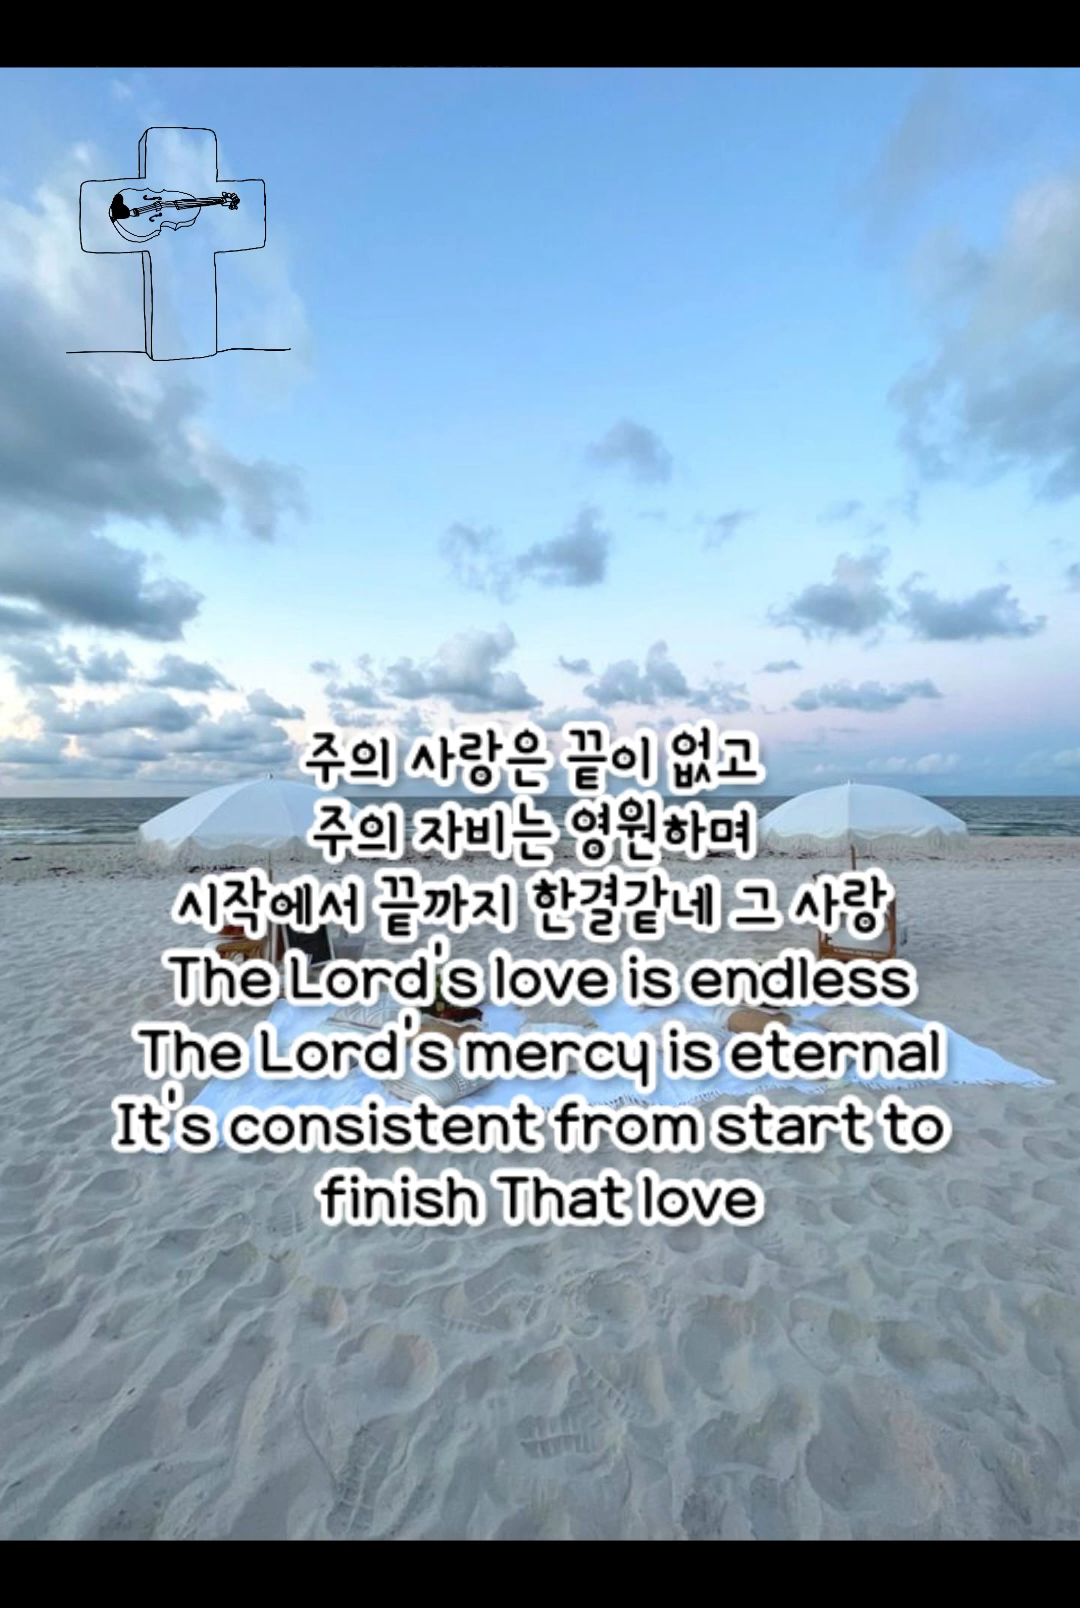 주의 사랑은 끝이 없고
주의 자비는 영원하며
시작에서 끝까지 한결같네 그 사랑
The Lord's love is endless
The Lord's mercy is eternal
It's consistent from start to
finish That love